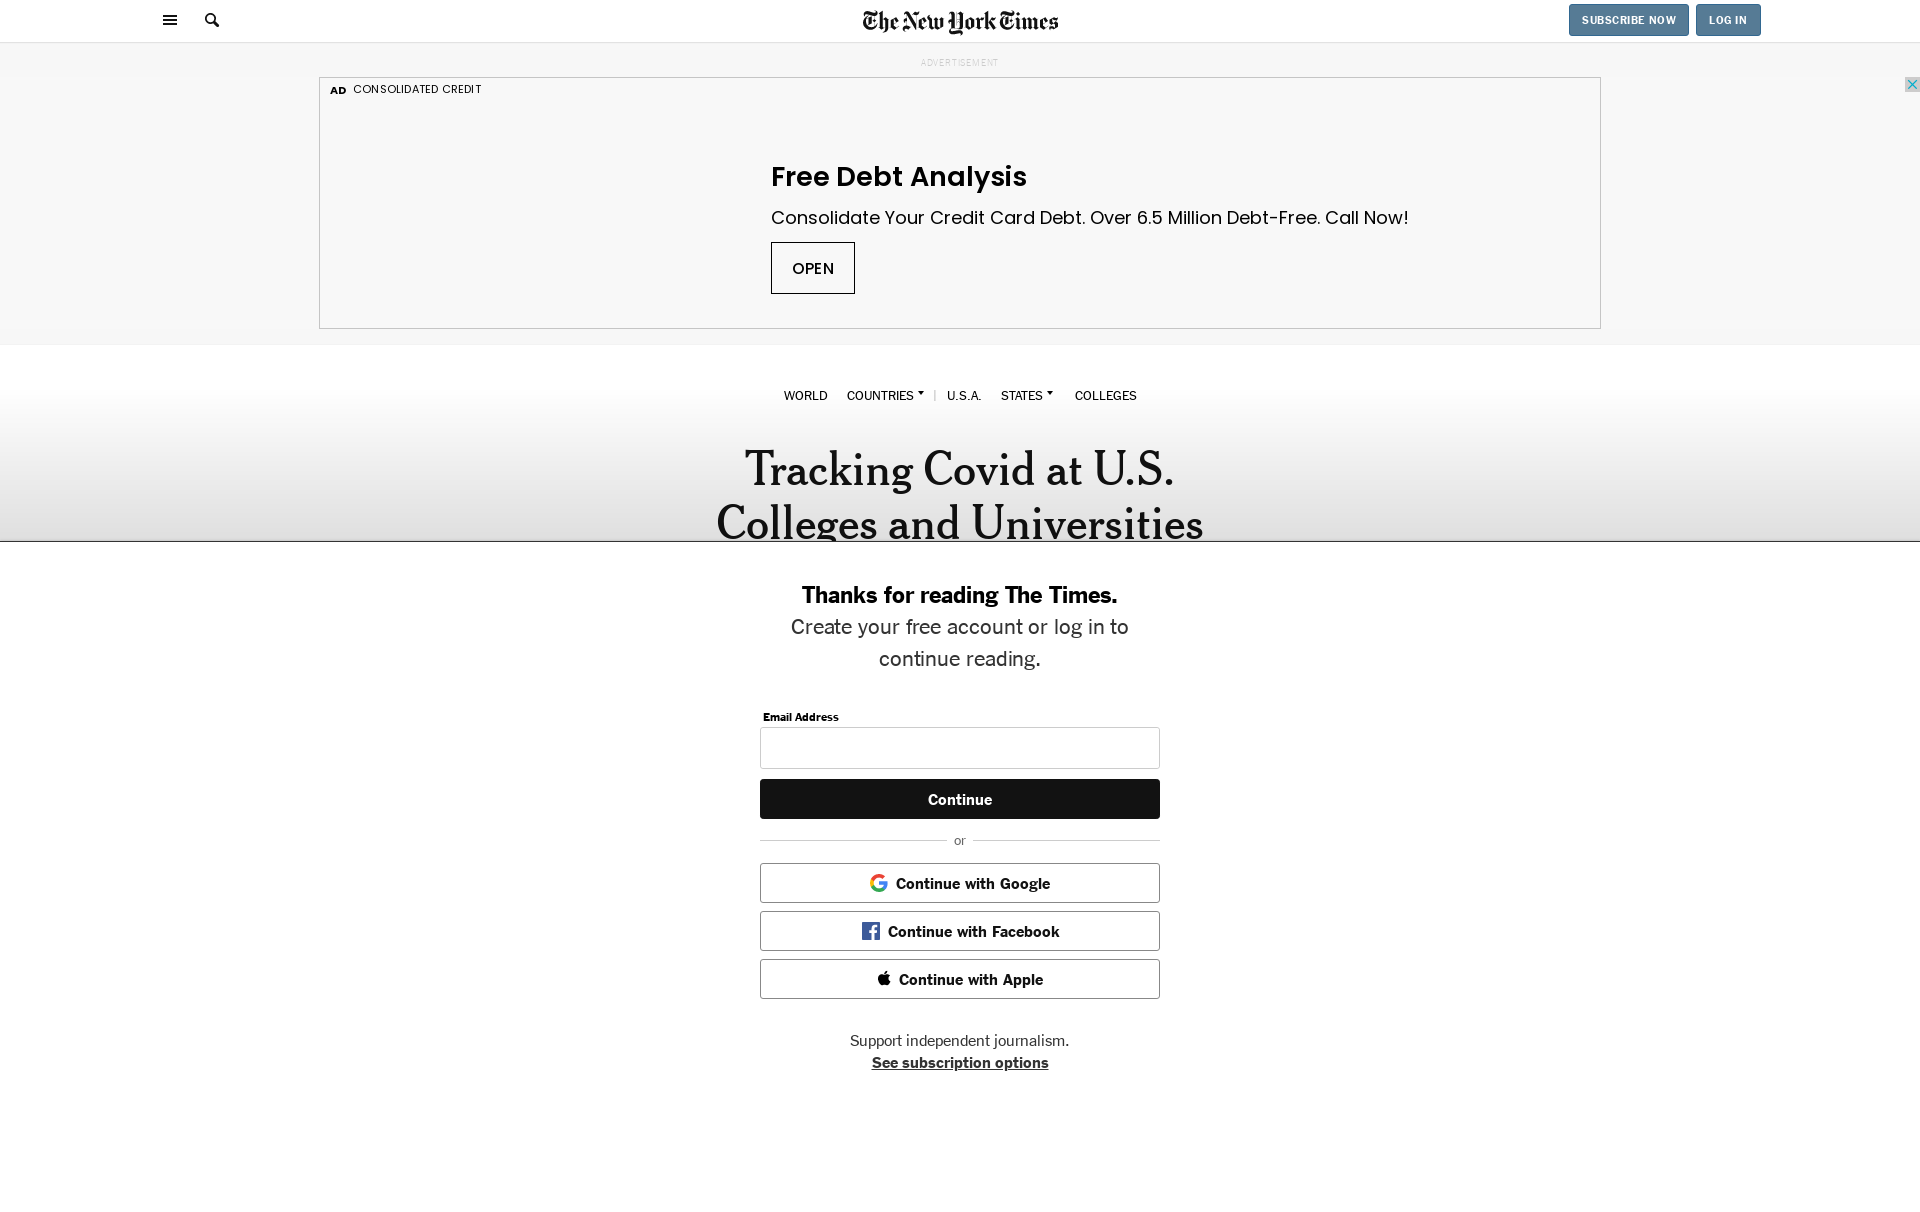 The New York Times
SUBSCRIBE NOW
LOG IN
ADVERTISEMENT
AD CONSOLIDATED CREDIT
Free Debt Analysis
Consolidate Your Credit Card Debt. Over 6.5 Million Debt-Free. Call Now!
OPEN
WORLD COUNTRIES | U.S.A. STATES COLLEGES
Tracking Covid at U.S.
Colleges and Universities
Thanks for reading The Times.
Create your free account or log in to
continue reading.
Email Address
Continue
or
Continue with Google
Continue with Facebook
Continue with Apple
Support independent journalism.
See subscription options